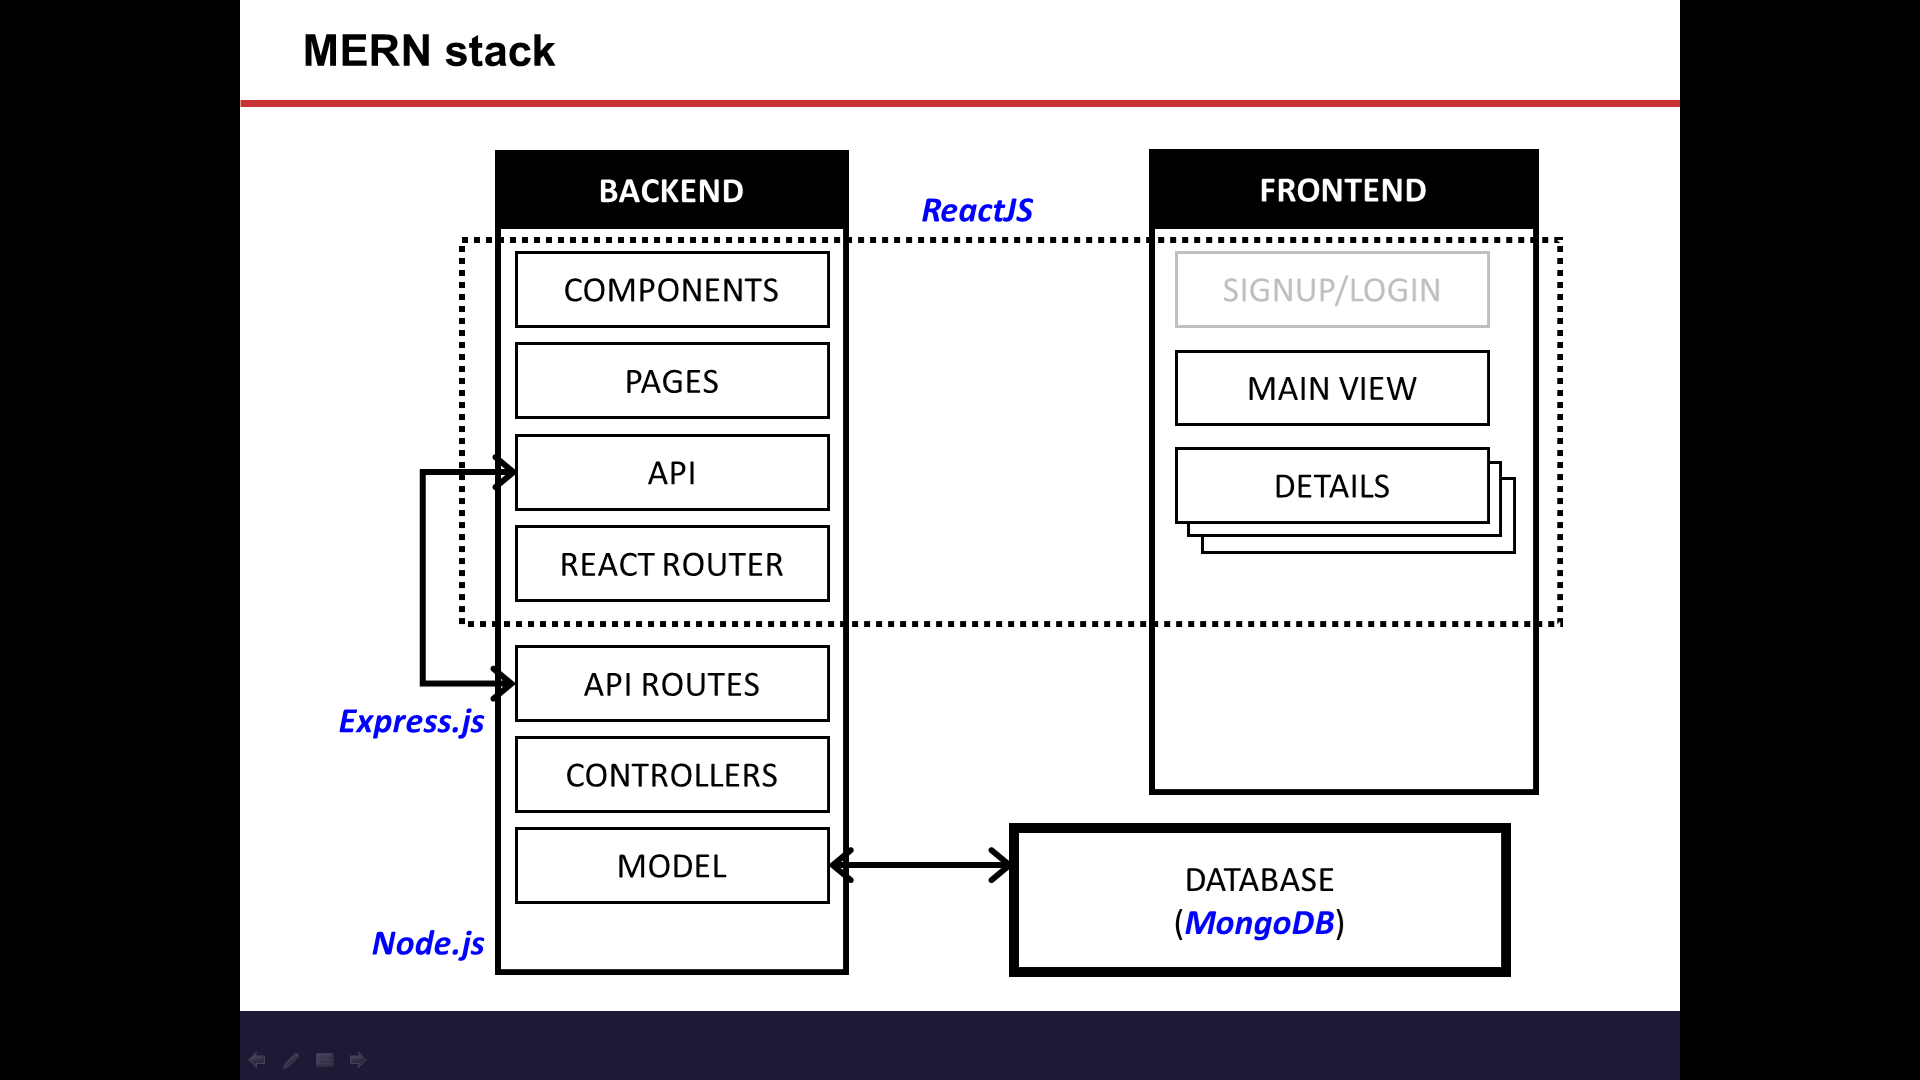 MERN stack
BACKEND
ReactJS
FRONTEND
COMPONENTS
PAGES
API
REACT ROUTER
API ROUTES
CONTROLLERS
MODEL
Express.js
Node.js
SIGNUP/LOGIN
MAIN VIEW
DETAILS
DATABASE
(MongoDB)